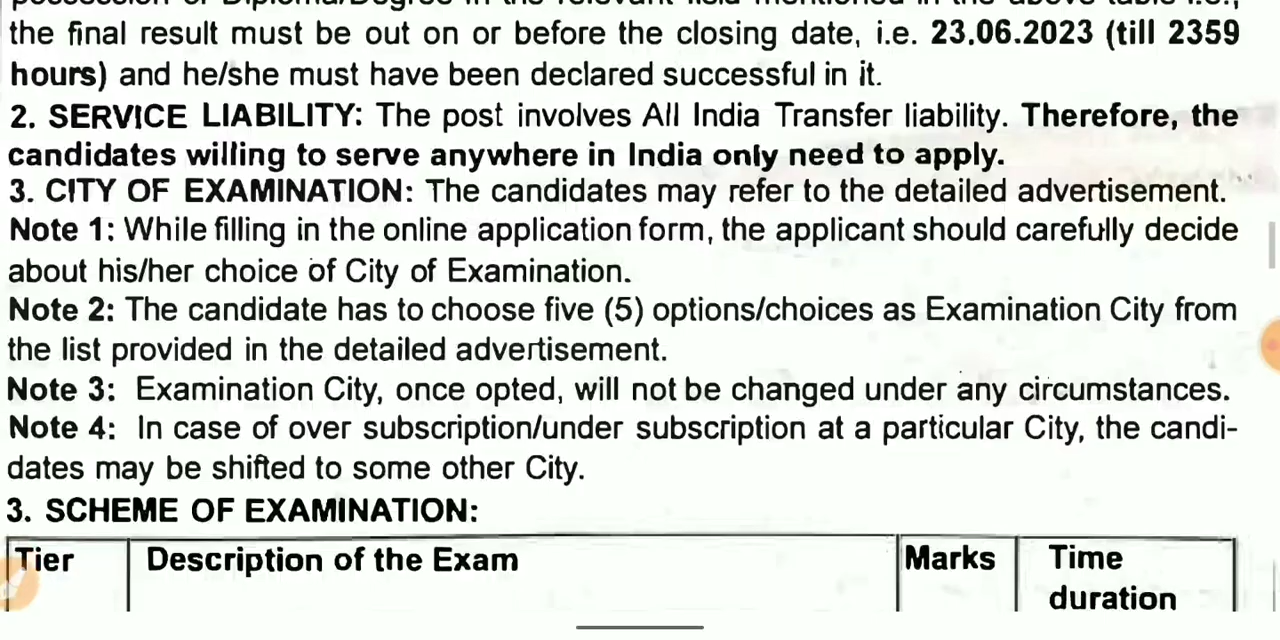 the final result must be out on or before the closing date, i.e. 23.06.2023 (till 2359
hours) and he/she must have been declared successful in it.
2. SERVICE LIABILITY: The post involves All India Transfer liability. Therefore, the
candidates willing to serve anywhere in India only need to apply.
3. CITY OF EXAMINATION: The candidates may refer to the detailed advertisement.
Note 1: While filling in the online application form, the applicant should carefully decide
about his/her choice of City of Examination.
Note 2: The candidate has to choose five (5) options/choices as Examination City from
the list provided in the detailed advertisement.
Note 3: Examination City, once opted, will not be changed under any circumstances.
Note 4: In case of over subscription/under subscription at a particular City, the candi-
dates may be shifted to some other City.
3. SCHEME OF EXAMINATION:
Tier Description of the Exam Marks Time
duration